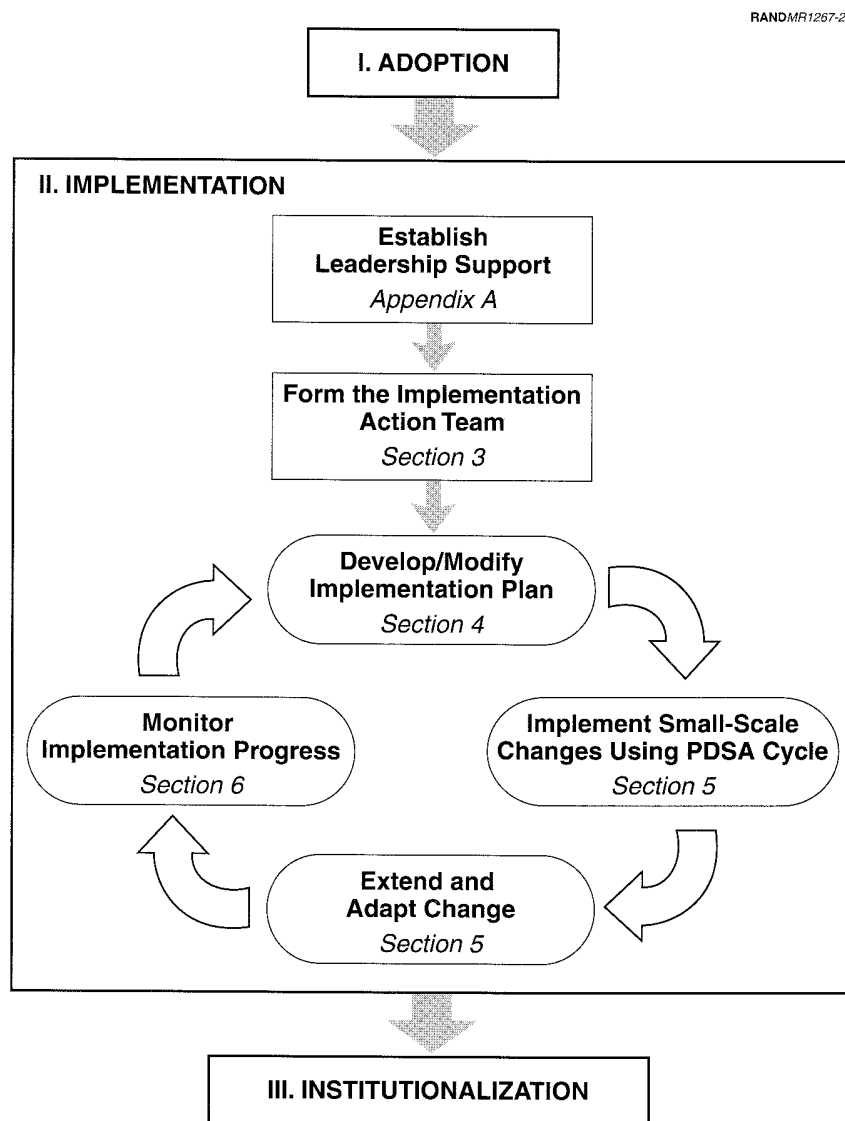 RANDMR1267-2
I. ADOPTION
II. IMPLEMENTATION
Establish
Leadership Support
Appendix A
Form the Implementation
Action Team
Section 3
Develop/Modify
Implementation Plan
Section 4
Monitor
Implementation Progress
Section 6
Implement Small-Scale
Changes Using PDSA Cycle
Section 5
Extend and
Adapt Change
Section 5
III. INSTITUTIONALIZATION